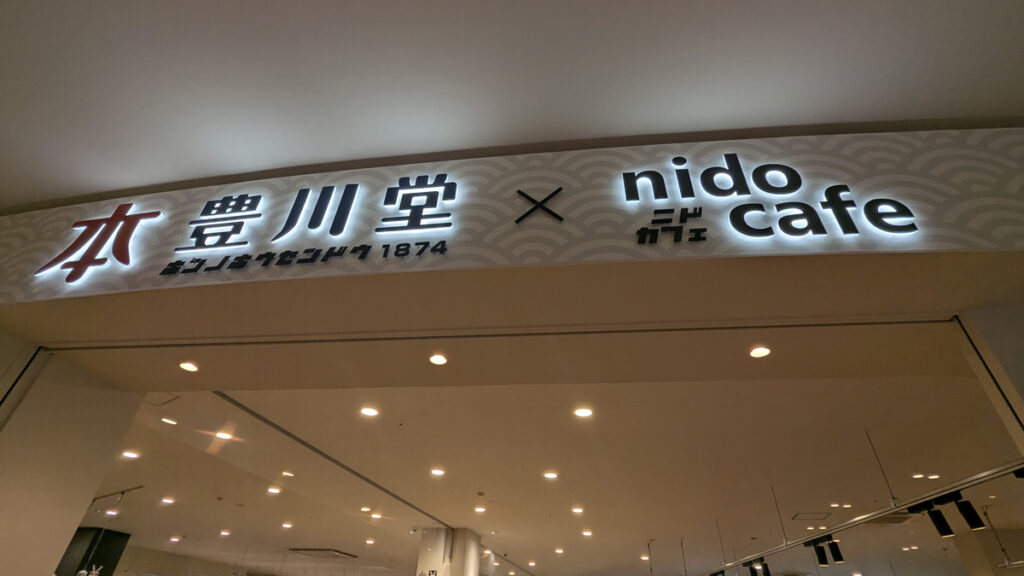 本 豊川堂
ホンノホウセンドウ 1874
×
nido
cafe
ニド
カフェ